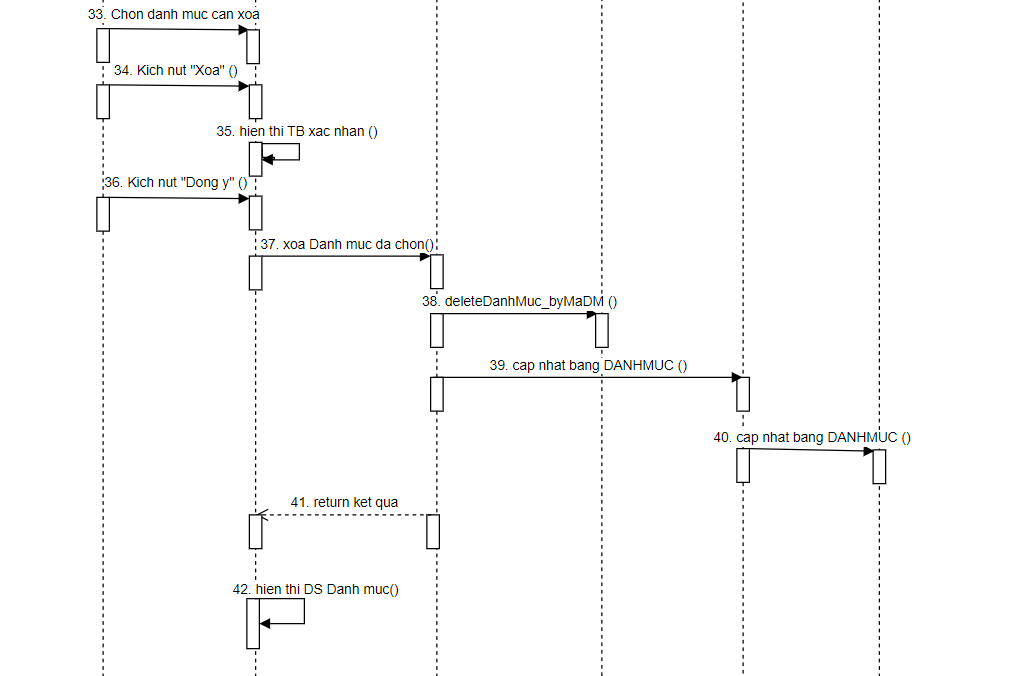 33. Chon danh muc can xoa
34. Kich nut "Xoa" ()
35. hien thi TB xac nhan ()
36. Kich nut "Dong y" ()
37. xoa Danh muc da chon()
38. deleteDanhMuc_byMaDM ()
39. cap nhat bang DANHMUC ()
40. cap nhat bang DANHMUC ()
41. return ket qua
42. hien thi DS Danh muc()